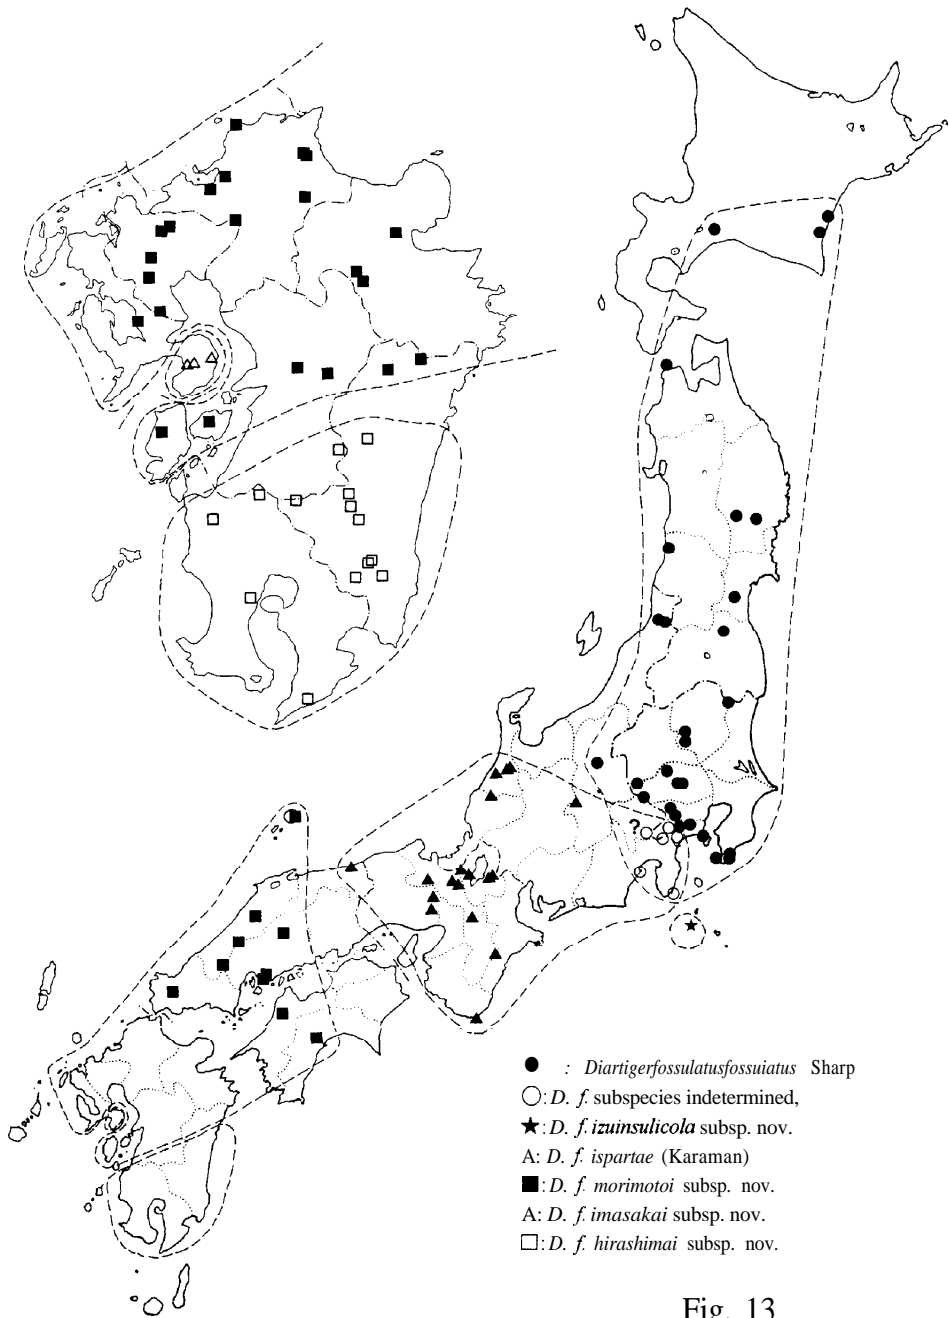 ?
● : Diartigerfossulatusfossuiatus Sharp
○: D. f. subspecies indetermined,
★: D. f. izuinsulicola subsp. nov.
A: D. f. ispartae (Karaman)
■: D. f. morimotoi subsp. nov.
A: D. f. imasakai subsp. nov.
□: D. f. hirashimai subsp. nov.
Fig. 13